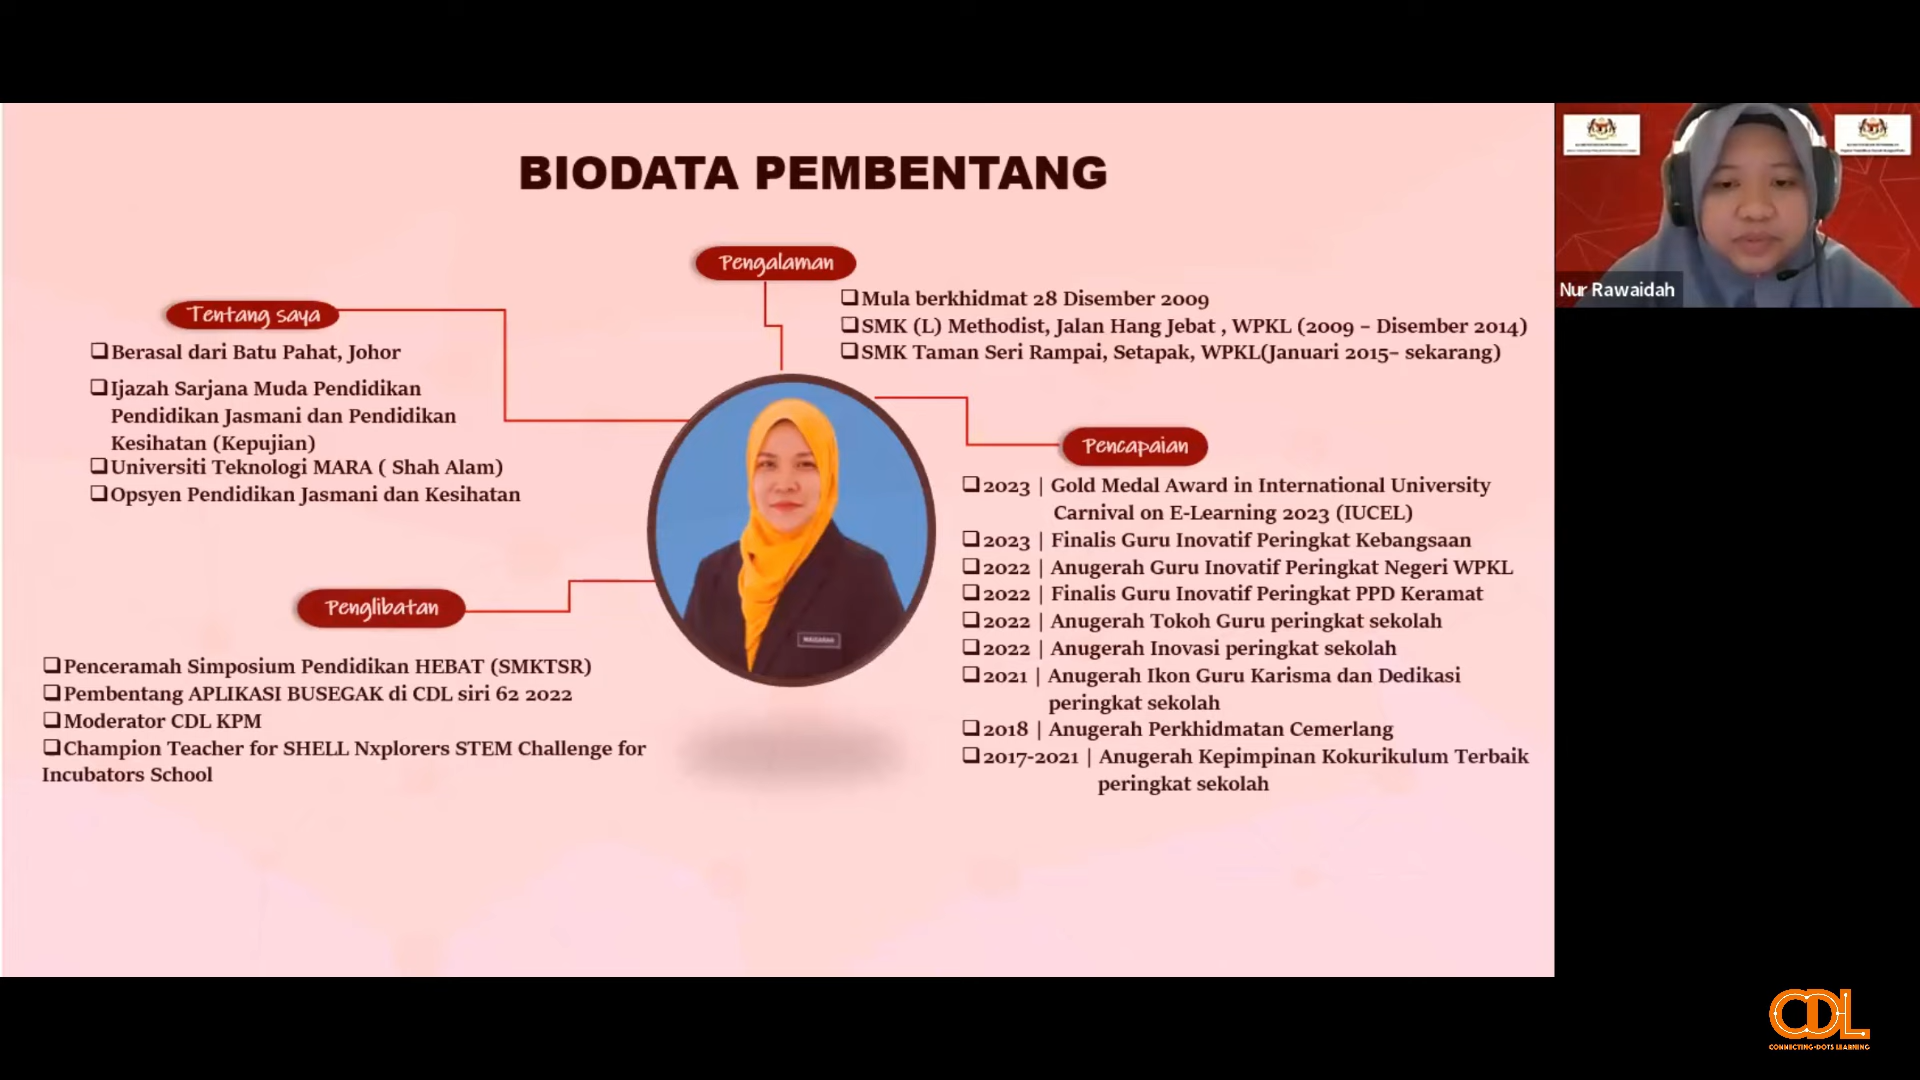 BIODATA PEMBENTANG
Pengalaman
Mula berkhidmat 28 Disember 2009
SMK (L) Methodist, Jalan Hang Jebat , WPKL (2009 – Disember 2014)
SMK Taman Seri Rampai, Setapak, WPKL(Januari 2015– sekarang)
Tentang saya
Berasal dari Batu Pahat, Johor
Ijazah Sarjana Muda Pendidikan
Pendidikan Jasmani dan Pendidikan
Kesihatan (Kepujian)
Universiti Teknologi MARA ( Shah Alam)
Opsyen Pendidikan Jasmani dan Kesihatan
Pencapaian
2023 | Gold Medal Award in International University
Carnival on E-Learning 2023 (IUCEL)
2023 | Finalis Guru Inovatif Peringkat Kebangsaan
2022 | Anugerah Guru Inovatif Peringkat Negeri WPKL
2022 | Finalis Guru Inovatif Peringkat PPD Keramat
2022 | Anugerah Tokoh Guru peringkat sekolah
2022 | Anugerah Inovasi peringkat sekolah
2021 | Anugerah Ikon Guru Karisma dan Dedikasi
peringkat sekolah
2018 | Anugerah Perkhidmatan Cemerlang
2017-2021 | Anugerah Kepimpinan Kokurikulum Terbaik
peringkat sekolah
Penglibatan
Penceramah Simposium Pendidikan HEBAT (SMKTSR)
Pembentang APLIKASI BUSEGAK di CDL siri 62 2022
Moderator CDL KPM
Champion Teacher for SHELL Nxplorers STEM Challenge for
Incubators School
Nur Rawaidah
CDL
CONNECTING-DOTS LEARNING